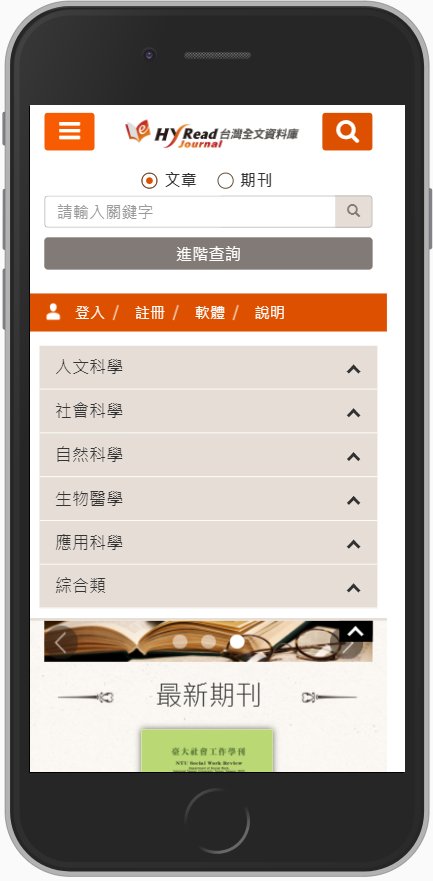 HyRead 台灣全文資料庫
Journal
文章 期刊
請輸入關鍵字
進階查詢
登入 / 註冊 / 軟體 / 說明
人文科學
社會科學
自然科學
生物醫學
應用科學
綜合類
最新期刊
臺大社會工作學刊
NTU Social Work Review